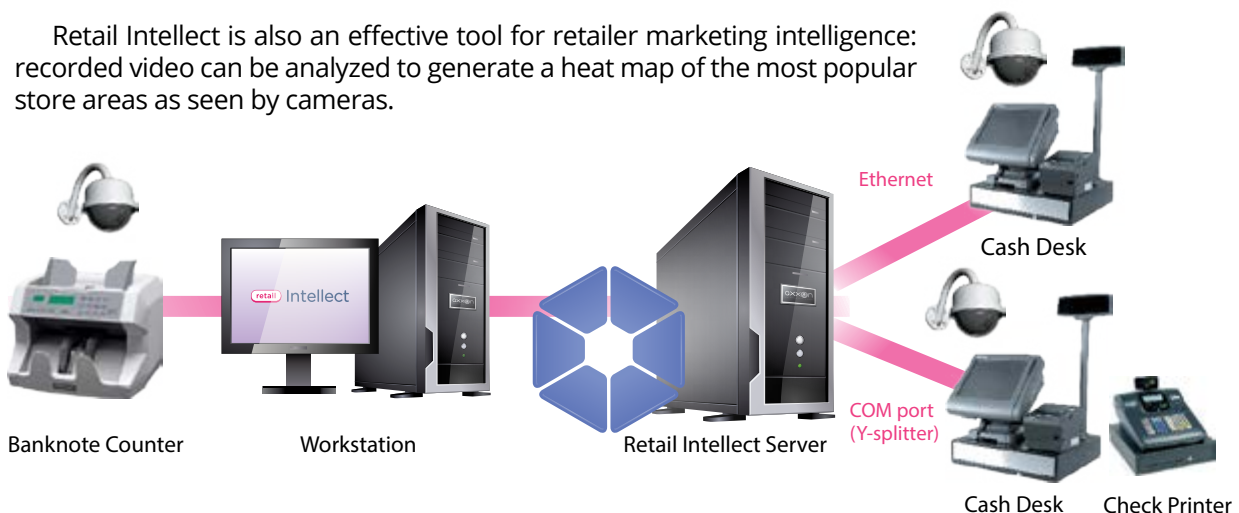 Retail Intellect is also an effective tool for retailer marketing intelligence:
recorded video can be analyzed to generate a heat map of the most popular
store areas as seen by cameras.
Ethernet
Cash Desk
retail Intellect
axxon
COM port
(Y-splitter)
Banknote Counter
Workstation
Retail Intellect Server
Cash Desk
Check Printer